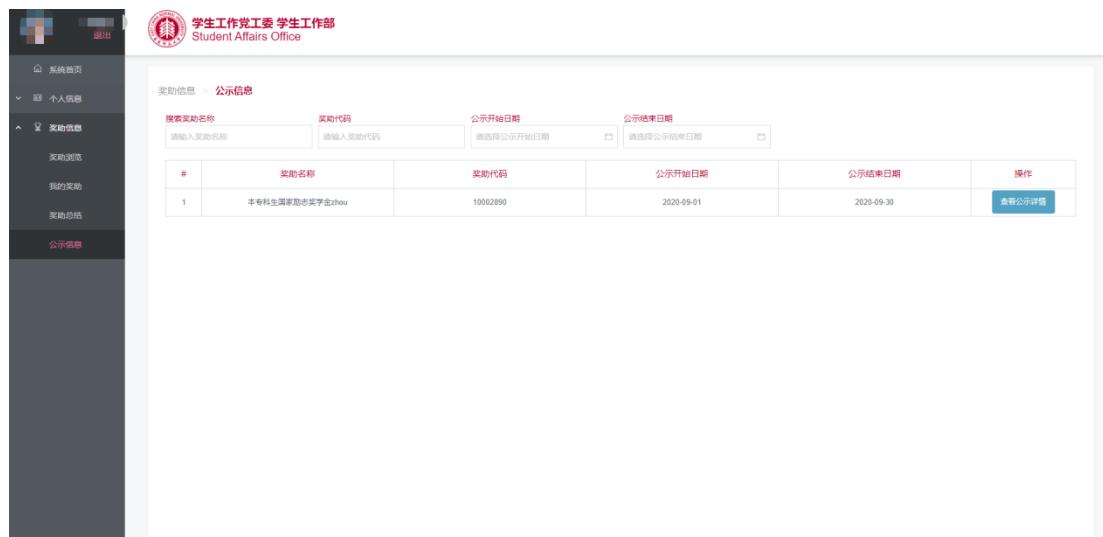 退出
学生工作党工委 学生工作部
Student Affairs Office
系统首页
个人信息
奖助信息
奖助浏览
我的奖助
奖助总结
公示信息
奖助信息 > 公示信息
搜索奖助名称 奖助代码 公示开始日期 公示结束日期
请输入奖助名称 请输入奖助代码 请选择公示开始日期 请选择公示结束日期
# 奖助名称 奖助代码 公示开始日期 公示结束日期 操作
1 本专科生国家励志奖学金zhou 10002890 2020-09-01 2020-09-30 查看公示详情